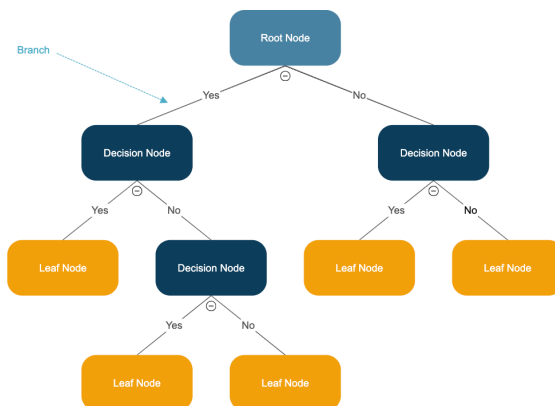 Root Node
Branch
Yes
No
Decision Node
Decision Node
Yes
No
Yes
No
Leaf Node
Decision Node
Leaf Node
Leaf Node
Yes
No
Leaf Node
Leaf Node